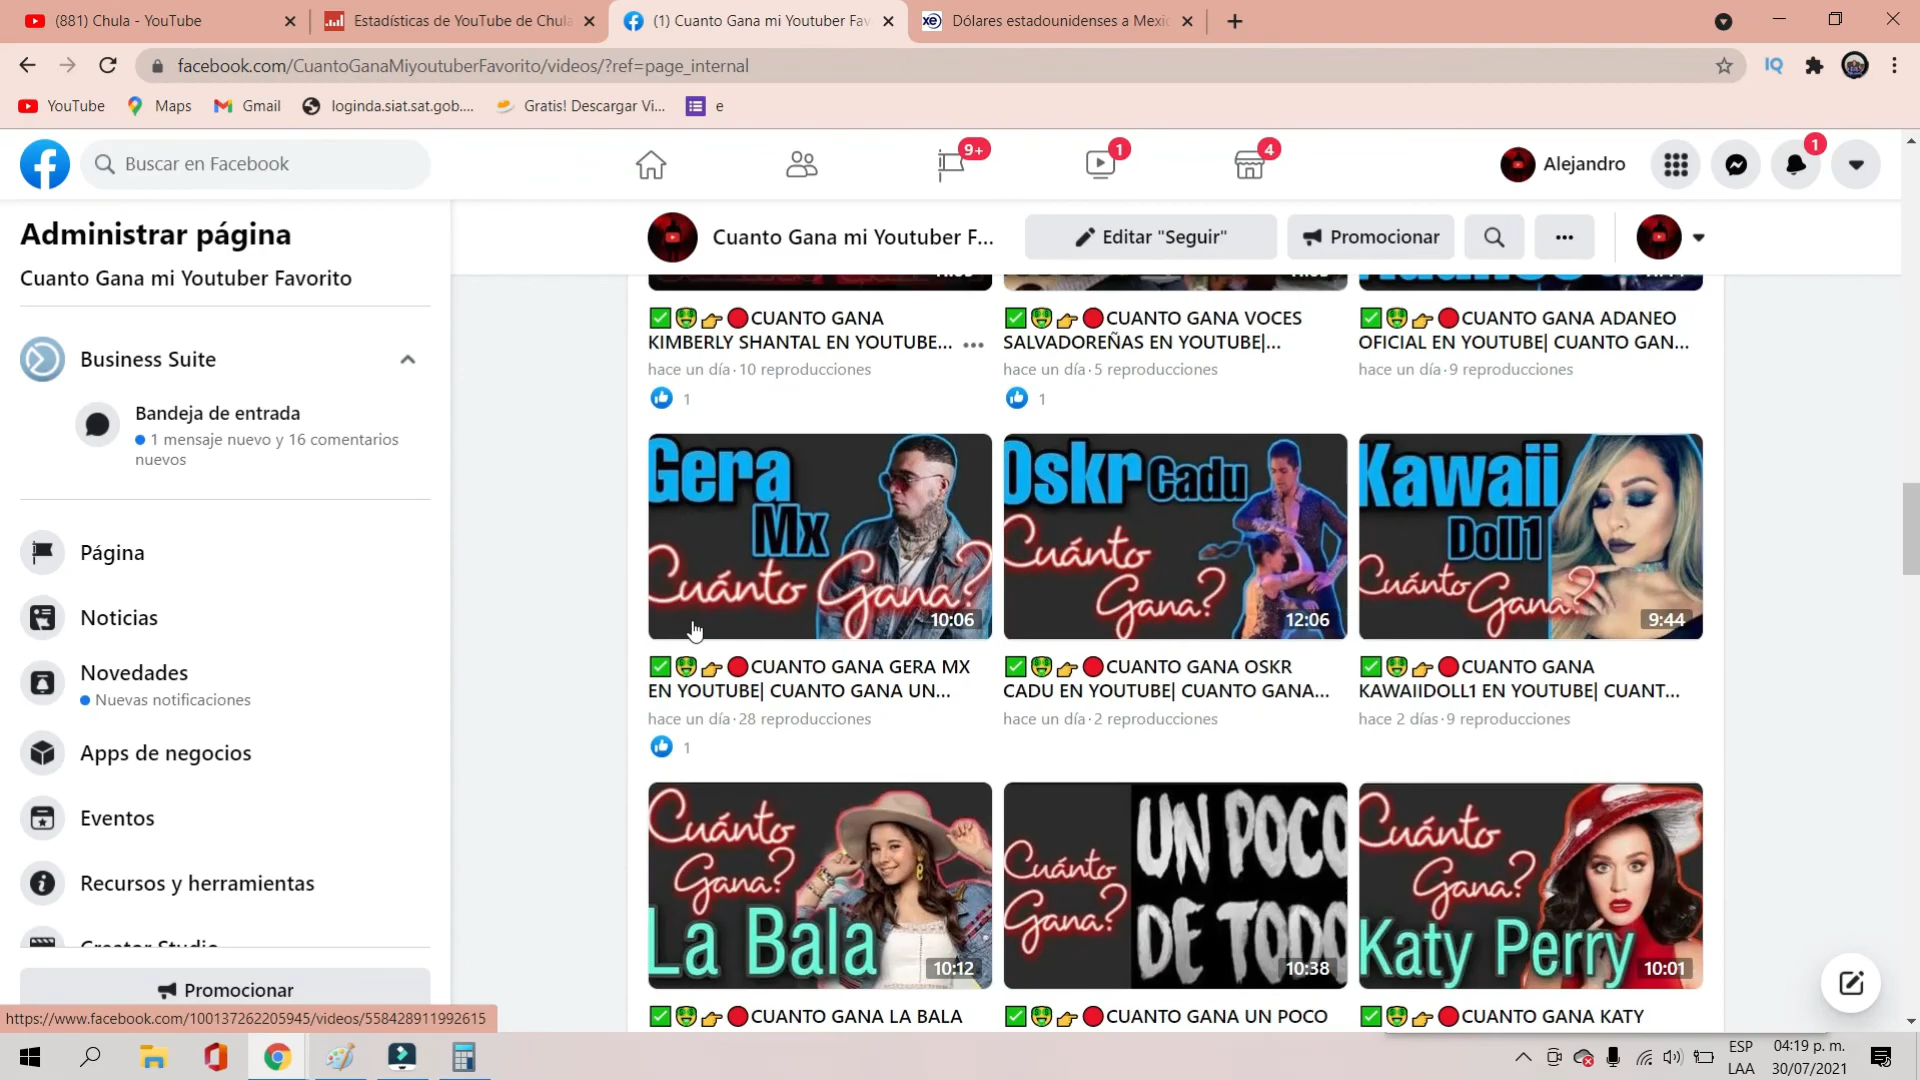 (881) Chula - YouTube
Estadísticas de YouTube de Chula
(1) Cuanto Gana mi Youtuber Fav
Dólares estadounidenses a Mexic
facebook.com/CuantoGanaMiyoutuberFavorito/videos/?ref=page_internal
YouTube
Maps
Gmail
loginda.siat.sat.gob....
Gratis! Descargar Vi...
e
Buscar en Facebook
9+
1
4
Alejandro
1
Administrar página
Cuanto Gana mi Youtuber Favorito
Business Suite
Bandeja de entrada
1 mensaje nuevo y 16 comentarios
nuevos
Página
Noticias
Novedades
Nuevas notificaciones
Apps de negocios
Eventos
Recursos y herramientas
Creator Studio
Promocionar
Cuanto Gana mi Youtuber F...
Editar "Seguir"
Promocionar
✅🤑👉🔴CUANTO GANA
KIMBERLY SHANTAL EN YOUTUBE...
hace un día·10 reproducciones
1
✅🤑👉🔴CUANTO GANA VOCES
SALVADOREÑAS EN YOUTUBE|...
hace un día·5 reproducciones
1
✅🤑👉🔴CUANTO GANA ADANEO
OFICIAL EN YOUTUBE| CUANTO GAN...
hace un día·9 reproducciones
Gera
Mx
Cuánto Gana?
10:06
Oskr Cadu
Cuánto
Gana?
12:06
Kawaii
Doll1
Cuánto
Gana?
9:44
✅🤑👉🔴CUANTO GANA GERA MX
EN YOUTUBE| CUANTO GANA UN...
hace un día·28 reproducciones
1
✅🤑👉🔴CUANTO GANA OSKR
CADU EN YOUTUBE| CUANTO GANA...
hace un día·2 reproducciones
✅🤑👉🔴CUANTO GANA
KAWAIIDOLL1 EN YOUTUBE| CUANT...
hace 2 días·9 reproducciones
Cuánto
Gana?
La Bala
10:12
Cuánto
Gana?
UN POCO
DE TODO
10:38
Cuánto
Gana?
Katy Perry
10:01
✅🤑👉🔴CUANTO GANA LA BALA
✅🤑👉🔴CUANTO GANA UN POCO
✅🤑👉🔴CUANTO GANA KATY
https://www.facebook.com/100137262205945/videos/558428911992615
ESP
LAA
04:19 p. m.
30/07/2021